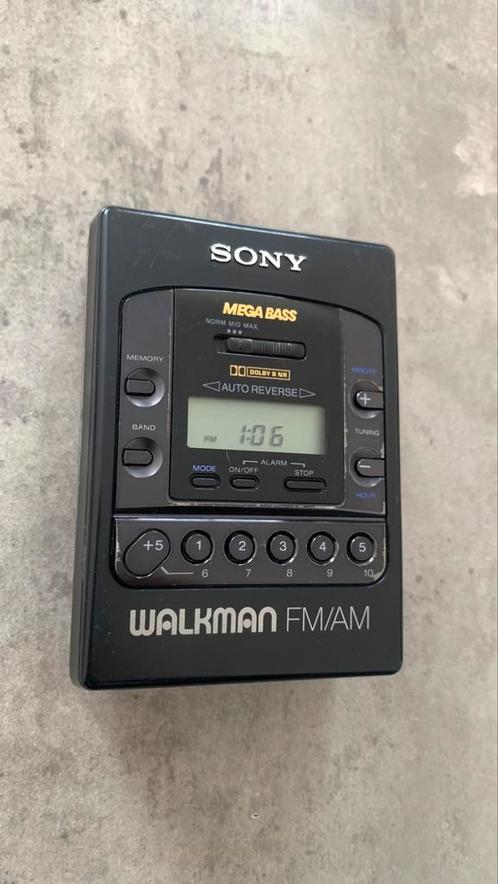 SONY
MEGA BASS
NORM MID MAX
DOLBY B NR
AUTO REVERSE
MEMORY
MINUTE
+
BAND
TUNING
PM 1:06
−
ALARM
MODE ON/OFF STOP
HOUR
+5 1 2 3 4 5
6 7 8 9 10
WALKMAN FM/AM